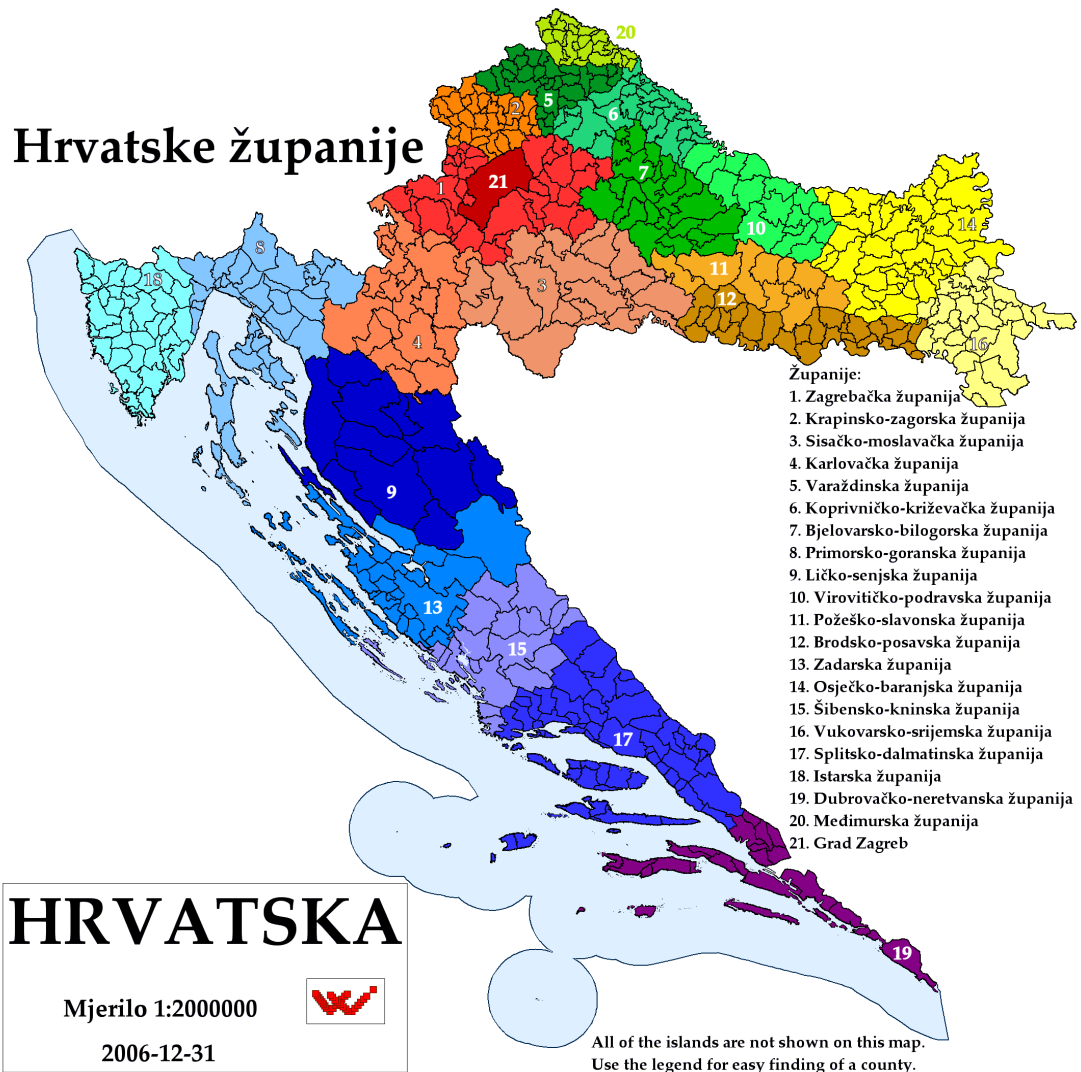 20
5
2
6
Hrvatske županije
7
21
1
14
10
8
11
18
3
12
4
16
Županije:
1. Zagrebačka županija
2. Krapinsko-zagorska županija
3. Sisačko-moslavačka županija
4. Karlovačka županija
5. Varaždinska županija
6. Koprivničko-križevačka županija
7. Bjelovarsko-bilogorska županija
8. Primorsko-goranska županija
9. Ličko-senjska županija
10. Virovitičko-podravska županija
11. Požeško-slavonska županija
12. Brodsko-posavska županija
13. Zadarska županija
14. Osječko-baranjska županija
15. Šibensko-kninska županija
16. Vukovarsko-srijemska županija
17. Splitsko-dalmatinska županija
18. Istarska županija
19. Dubrovačko-neretvanska županija
20. Međimurska županija
21. Grad Zagreb
9
13
15
17
19
HRVATSKA
Mjerilo 1:2000000
2006-12-31
All of the islands are not shown on this map.
Use the legend for easy finding of a county.